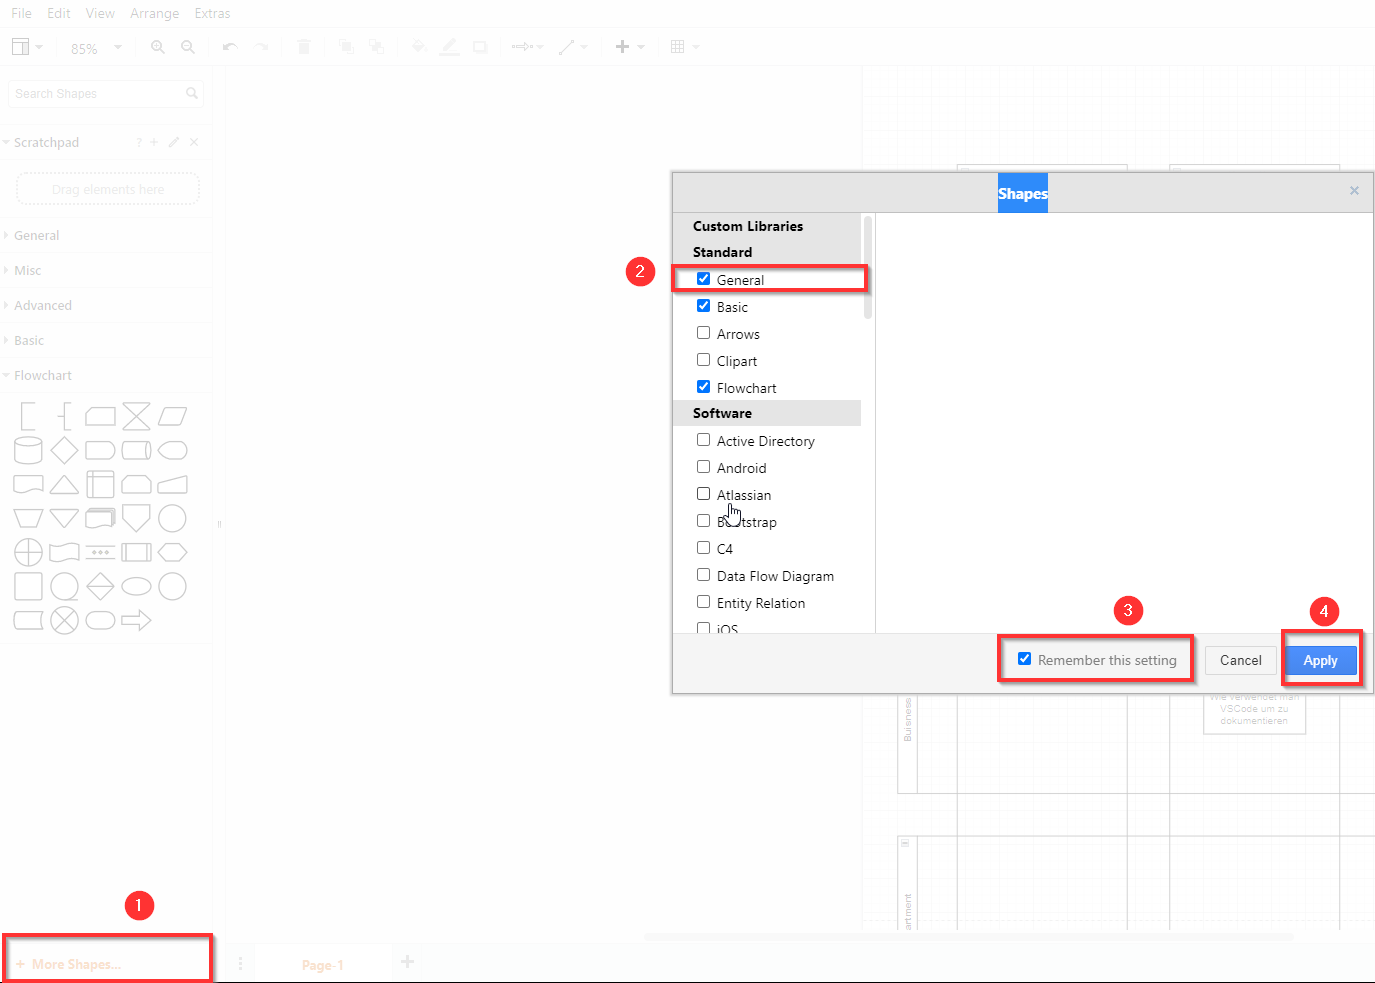 File Edit View Arrange Extras
85%
Search Shapes
Scratchpad ?
Drag elements here
General
Misc
Advanced
Basic
Flowchart
1
+ More Shapes...
Page-1
Shapes
Custom Libraries
Standard
2
General
Basic
Arrows
Clipart
Flowchart
Software
Active Directory
Android
Atlassian
Bootstrap
C4
Data Flow Diagram
Entity Relation
iOS
3
4
Remember this setting
Cancel
Apply
Wie verwendet man
VSCode um zu
dokumentieren
Buisness
artment